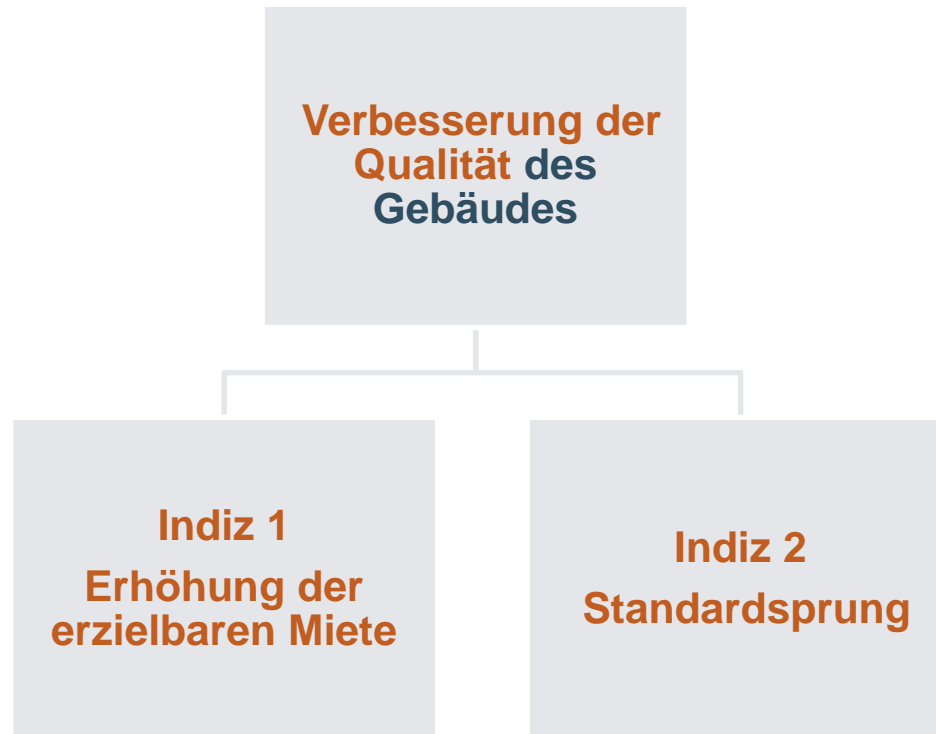 Verbesserung der
Qualität des
Gebäudes
Indiz 1
Erhöhung der
erzielbaren Miete
Indiz 2
Standardsprung